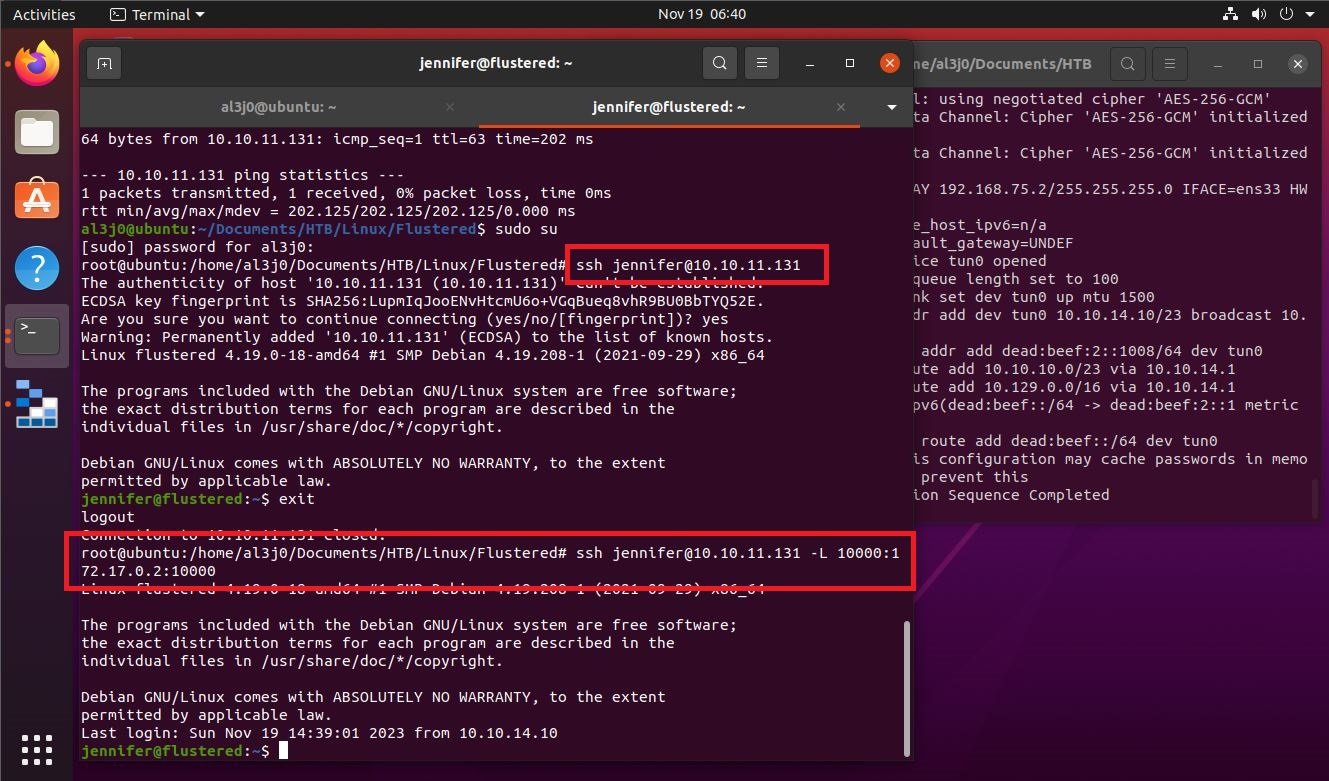 Activities
Terminal
Nov 19 06:40
jennifer@flustered: ~
al3j0@ubuntu: ~
jennifer@flustered: ~
64 bytes from 10.10.11.131: icmp_seq=1 ttl=63 time=202 ms
--- 10.10.11.131 ping statistics ---
1 packets transmitted, 1 received, 0% packet loss, time 0ms
rtt min/avg/max/mdev = 202.125/202.125/202.125/0.000 ms
al3j0@ubuntu:~/Documents/HTB/Linux/Flustered$ sudo su
[sudo] password for al3j0:
root@ubuntu:/home/al3j0/Documents/HTB/Linux/Flustered# ssh jennifer@10.10.11.131
The authenticity of host '10.10.11.131 (10.10.11.131)' can't be established.
ECDSA key fingerprint is SHA256:LupmIqJooENvHtcmU6o+VGqBueq8vhR9BU0BbTYQ52E.
Are you sure you want to continue connecting (yes/no/[fingerprint])? yes
Warning: Permanently added '10.10.11.131' (ECDSA) to the list of known hosts.
Linux flustered 4.19.0-18-amd64 #1 SMP Debian 4.19.208-1 (2021-09-29) x86_64
The programs included with the Debian GNU/Linux system are free software;
the exact distribution terms for each program are described in the
individual files in /usr/share/doc/*/copyright.
Debian GNU/Linux comes with ABSOLUTELY NO WARRANTY, to the extent
permitted by applicable law.
jennifer@flustered:~$ exit
logout
Connection to 10.10.11.131 closed.
root@ubuntu:/home/al3j0/Documents/HTB/Linux/Flustered# ssh jennifer@10.10.11.131 -L 10000:1
72.17.0.2:10000
Linux flustered 4.19.0-18-amd64 #1 SMP Debian 4.19.208-1 (2021-09-29) x86_64
The programs included with the Debian GNU/Linux system are free software;
the exact distribution terms for each program are described in the
individual files in /usr/share/doc/*/copyright.
Debian GNU/Linux comes with ABSOLUTELY NO WARRANTY, to the extent
permitted by applicable law.
Last login: Sun Nov 19 14:39:01 2023 from 10.10.14.10
jennifer@flustered:~$
me/al3j0/Documents/HTB
l: using negotiated cipher 'AES-256-GCM'
ta Channel: Cipher 'AES-256-GCM' initialized
ta Channel: Cipher 'AES-256-GCM' initialized
AY 192.168.75.2/255.255.255.0 IFACE=ens33 HW
e_host_ipv6=n/a
ault_gateway=UNDEF
ice tun0 opened
queue length set to 100
nk set dev tun0 up mtu 1500
dr add dev tun0 10.10.14.10/23 broadcast 10.
addr add dead:beef:2::1008/64 dev tun0
ute add 10.10.10.0/23 via 10.10.14.1
ute add 10.129.0.0/16 via 10.10.14.1
pv6(dead:beef::/64 -> dead:beef:2::1 metric
route add dead:beef::/64 dev tun0
is configuration may cache passwords in memo
prevent this
ion Sequence Completed